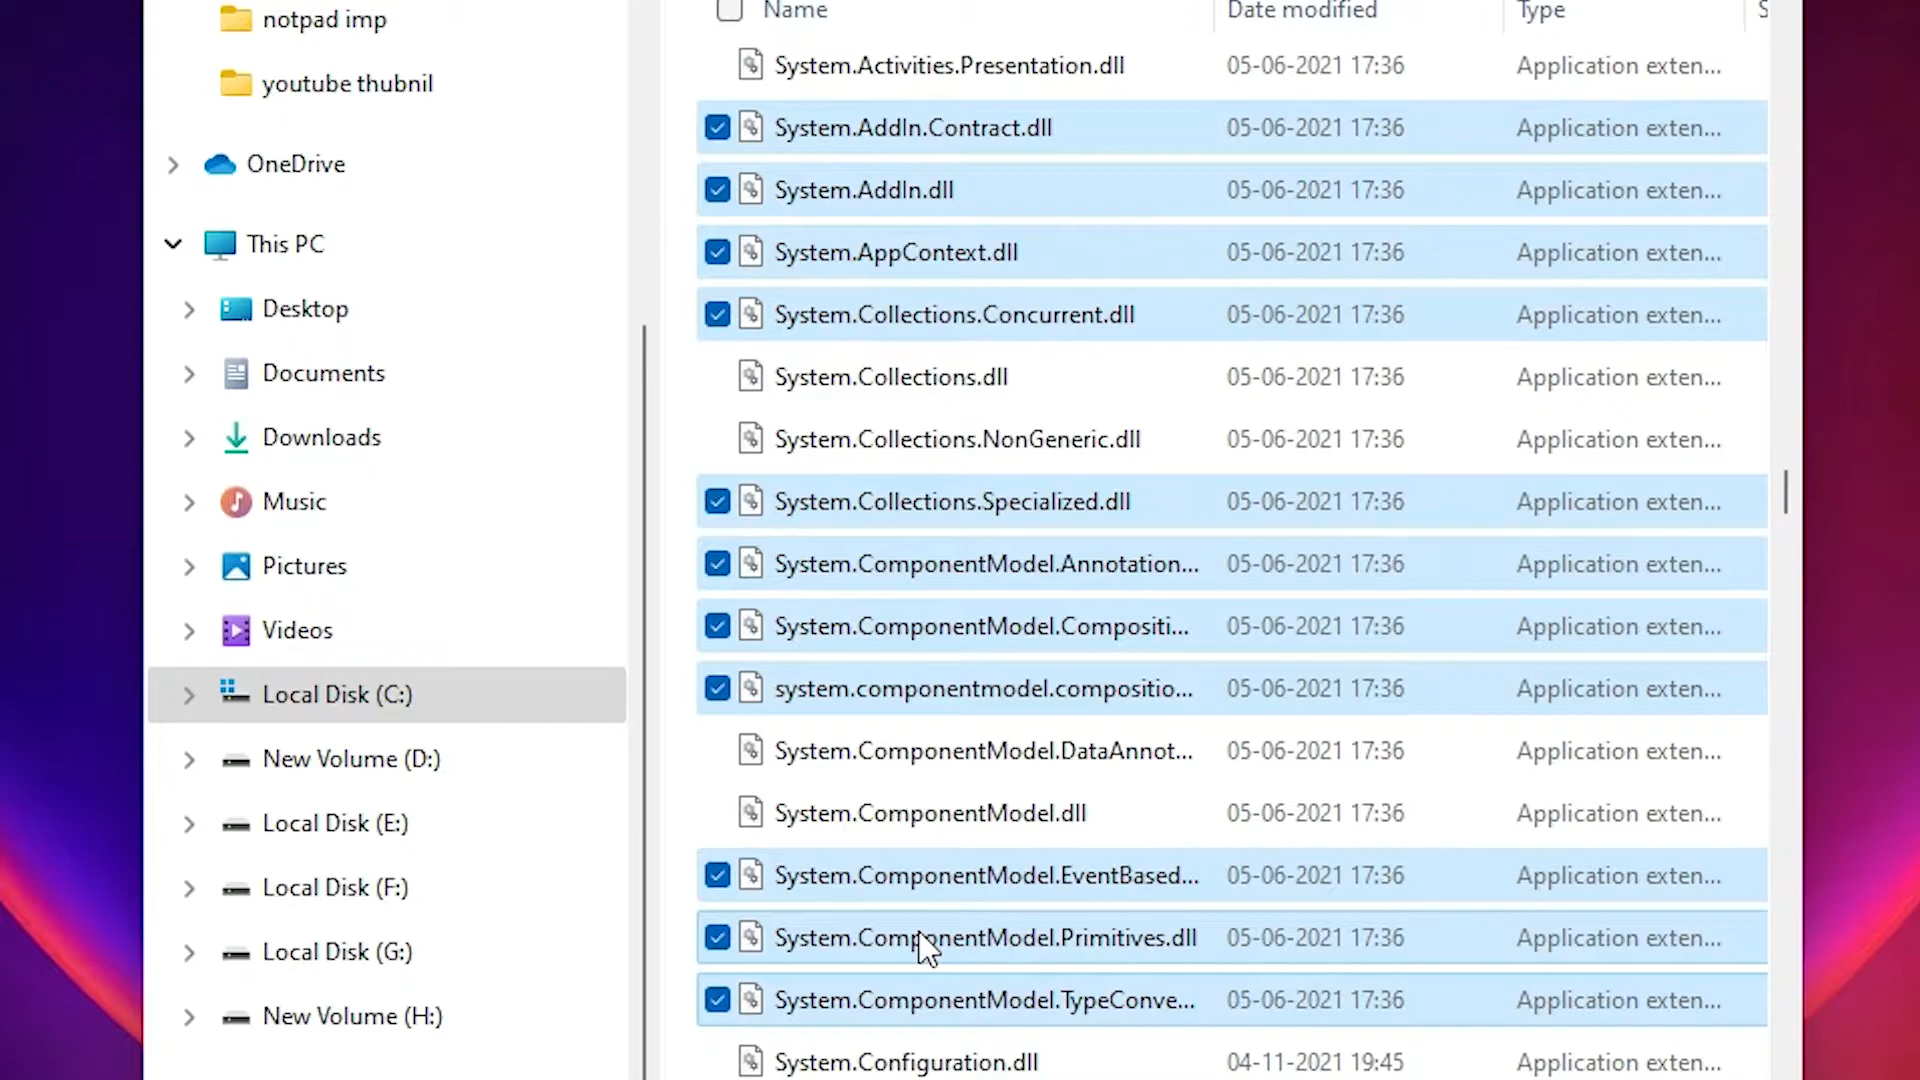 notpad imp
youtube thubnil
OneDrive
This PC
Desktop
Documents
Downloads
Music
Pictures
Videos
Local Disk (C:)
New Volume (D:)
Local Disk (E:)
Local Disk (F:)
Local Disk (G:)
New Volume (H:)
Name Date modified Type S
System.Activities.Presentation.dll 05-06-2021 17:36 Application exten...
System.AddIn.Contract.dll 05-06-2021 17:36 Application exten...
System.AddIn.dll 05-06-2021 17:36 Application exten...
System.AppContext.dll 05-06-2021 17:36 Application exten...
System.Collections.Concurrent.dll 05-06-2021 17:36 Application exten...
System.Collections.dll 05-06-2021 17:36 Application exten...
System.Collections.NonGeneric.dll 05-06-2021 17:36 Application exten...
System.Collections.Specialized.dll 05-06-2021 17:36 Application exten...
System.ComponentModel.Annotation... 05-06-2021 17:36 Application exten...
System.ComponentModel.Compositi... 05-06-2021 17:36 Application exten...
system.componentmodel.compositio... 05-06-2021 17:36 Application exten...
System.ComponentModel.DataAnnot... 05-06-2021 17:36 Application exten...
System.ComponentModel.dll 05-06-2021 17:36 Application exten...
System.ComponentModel.EventBased... 05-06-2021 17:36 Application exten...
System.ComponentModel.Primitives.dll 05-06-2021 17:36 Application exten...
System.ComponentModel.TypeConve... 05-06-2021 17:36 Application exten...
System.Configuration.dll 04-11-2021 19:45 Application exten...